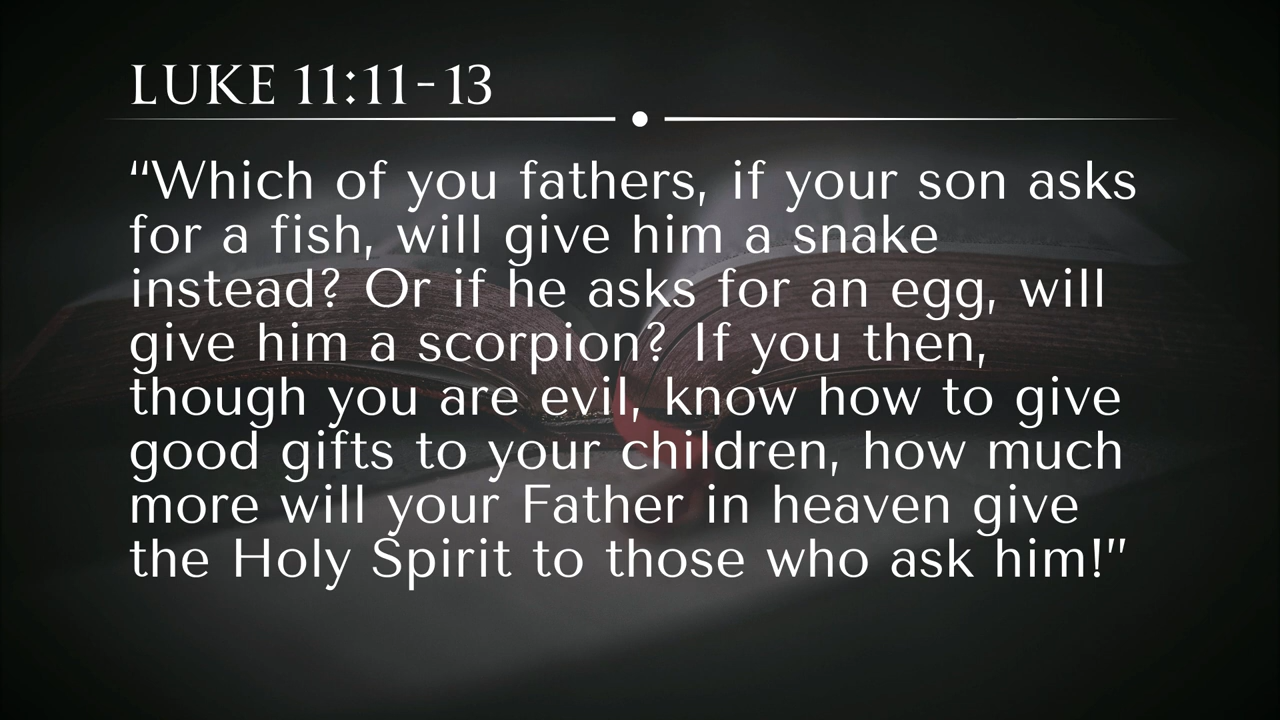 LUKE 11:11-13
“Which of you fathers, if your son asks
for a fish, will give him a snake
instead? Or if he asks for an egg, will
give him a scorpion? If you then,
though you are evil, know how to give
good gifts to your children, how much
more will your Father in heaven give
the Holy Spirit to those who ask him!”